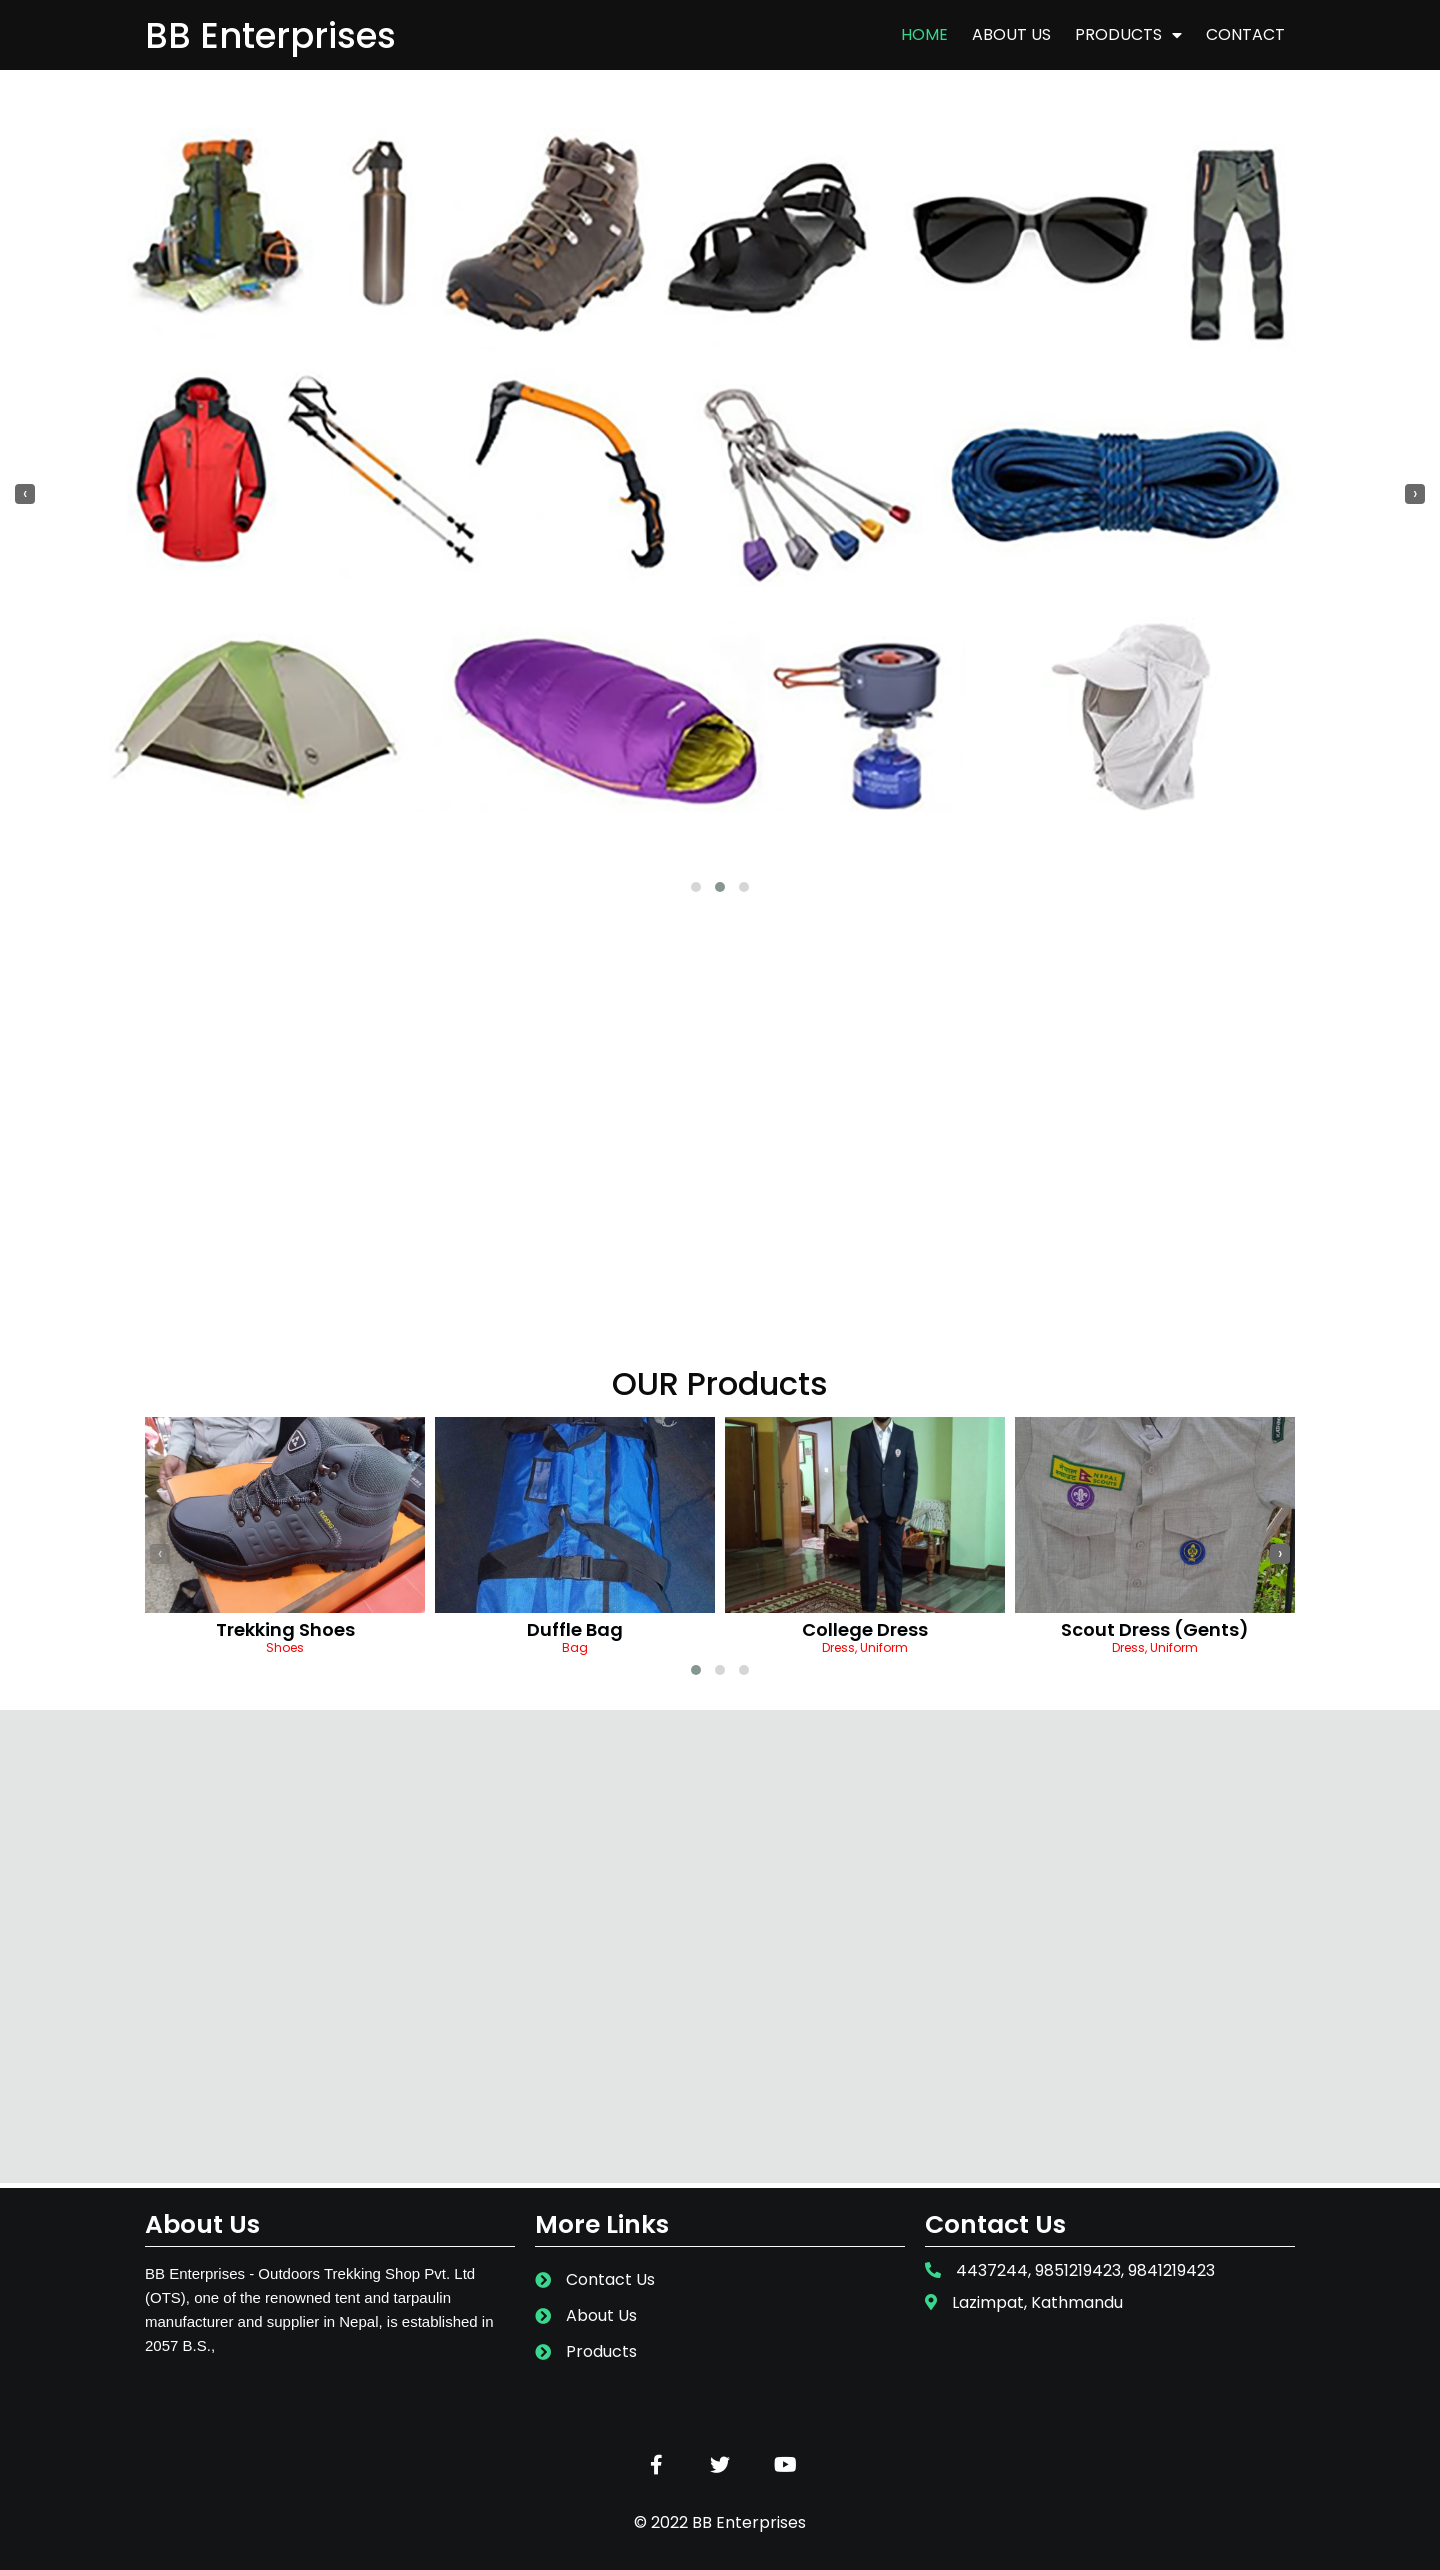 BB Enterprises
HOME
ABOUT US
PRODUCTS
CONTACT
OUR Products
नेपाल स्काउट
NEPAL SCOUTS
Trekking Shoes
Shoes
Duffle Bag
Bag
College Dress
Dress, Uniform
Scout Dress (Gents)
Dress, Uniform
About Us
BB Enterprises - Outdoors Trekking Shop Pvt. Ltd
(OTS), one of the renowned tent and tarpaulin
manufacturer and supplier in Nepal, is established in
2057 B.S.,
More Links
Contact Us
About Us
Products
Contact Us
4437244, 9851219423, 9841219423
Lazimpat, Kathmandu
© 2022 BB Enterprises